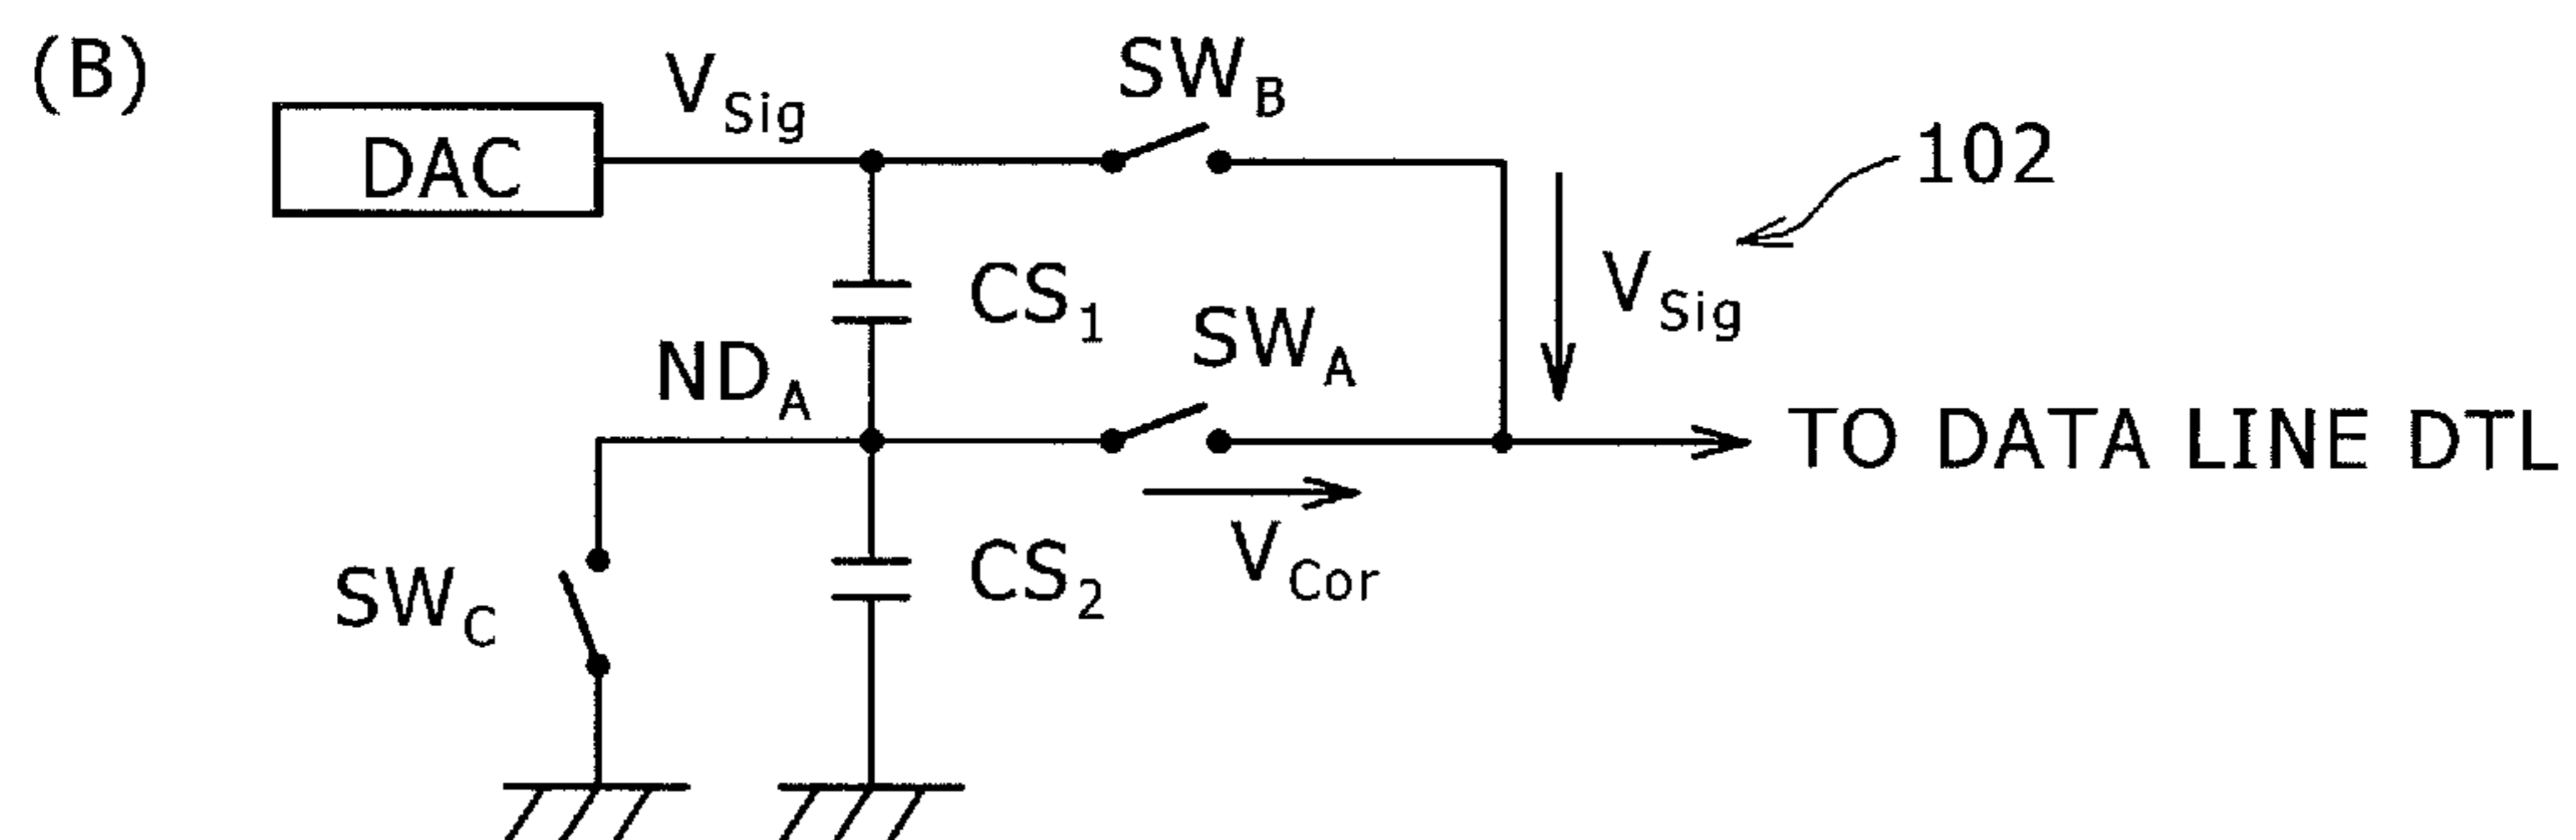 (B)
DAC
V_Sig
SW_B
102
V_Sig
CS_1
SW_A
ND_A
TO DATA LINE DTL
V_Cor
SW_C
CS_2